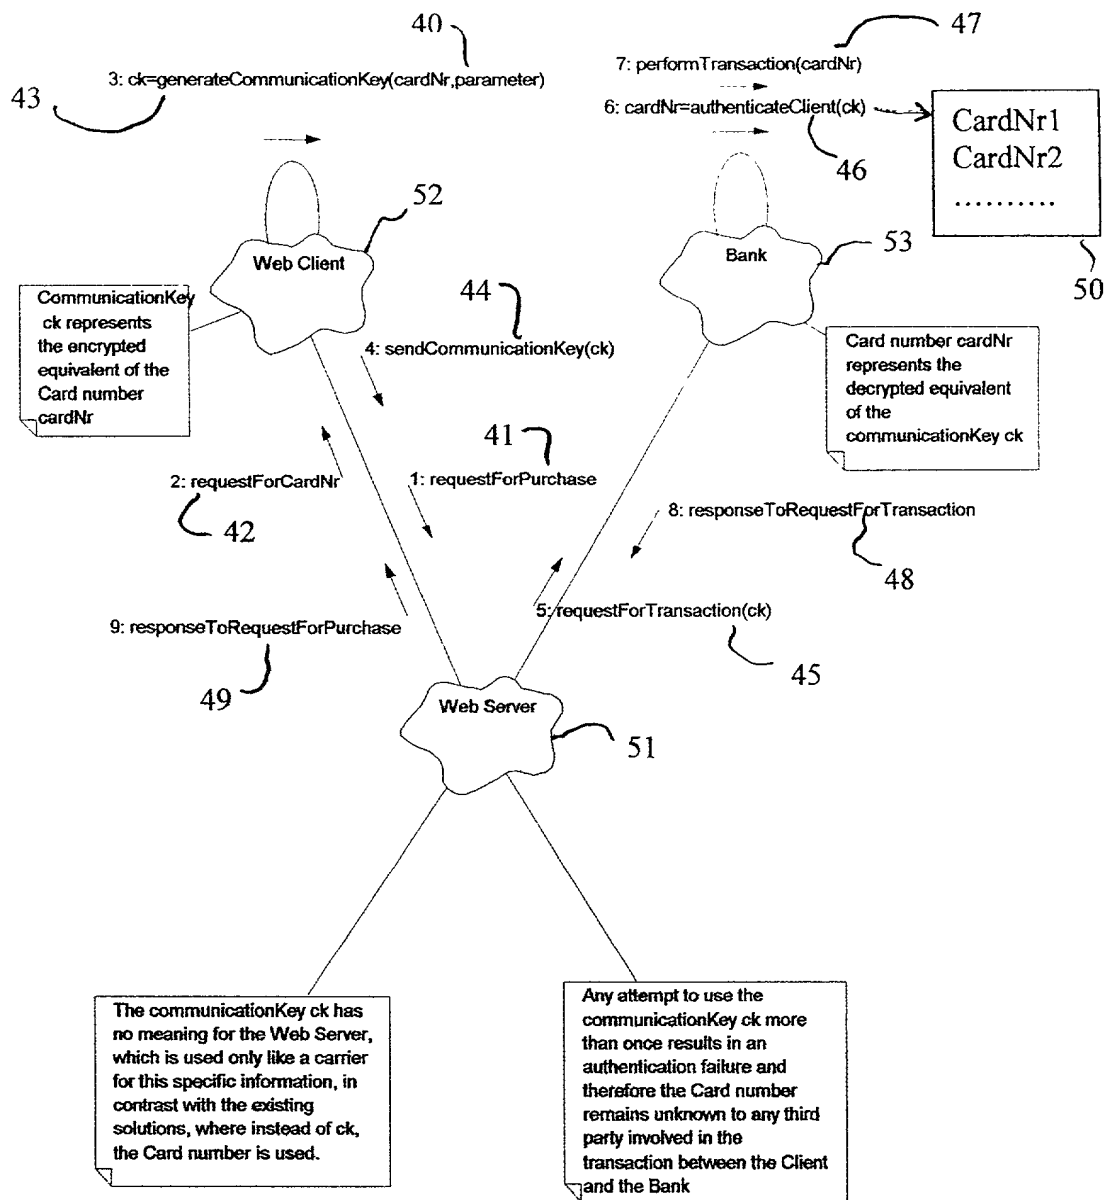 40
47
3: ck=generateCommunicationKey(cardNr,parameter)
43
7: performTransaction(cardNr)
6: cardNr=authenticateClient(ck)
46
CardNr1
CardNr2
..........
50
52
Web Client
Bank
53
CommunicationKey
ck represents
the encrypted
equivalent of the
Card number
cardNr
44
4: sendCommunicationKey(ck)
Card number cardNr
represents the
decrypted equivalent
of the
communicationKey ck
41
2: requestForCardNr
1: requestForPurchase
42
8: responseToRequestForTransaction
48
9: responseToRequestForPurchase
5: requestForTransaction(ck)
49
45
Web Server
51
The communicationKey ck has
no meaning for the Web Server,
which is used only like a carrier
for this specific information, in
contrast with the existing
solutions, where instead of ck,
the Card number is used.
Any attempt to use the
communicationKey ck more
than once results in an
authentication failure and
therefore the Card number
remains unknown to any third
party involved in the
transaction between the Client
and the Bank